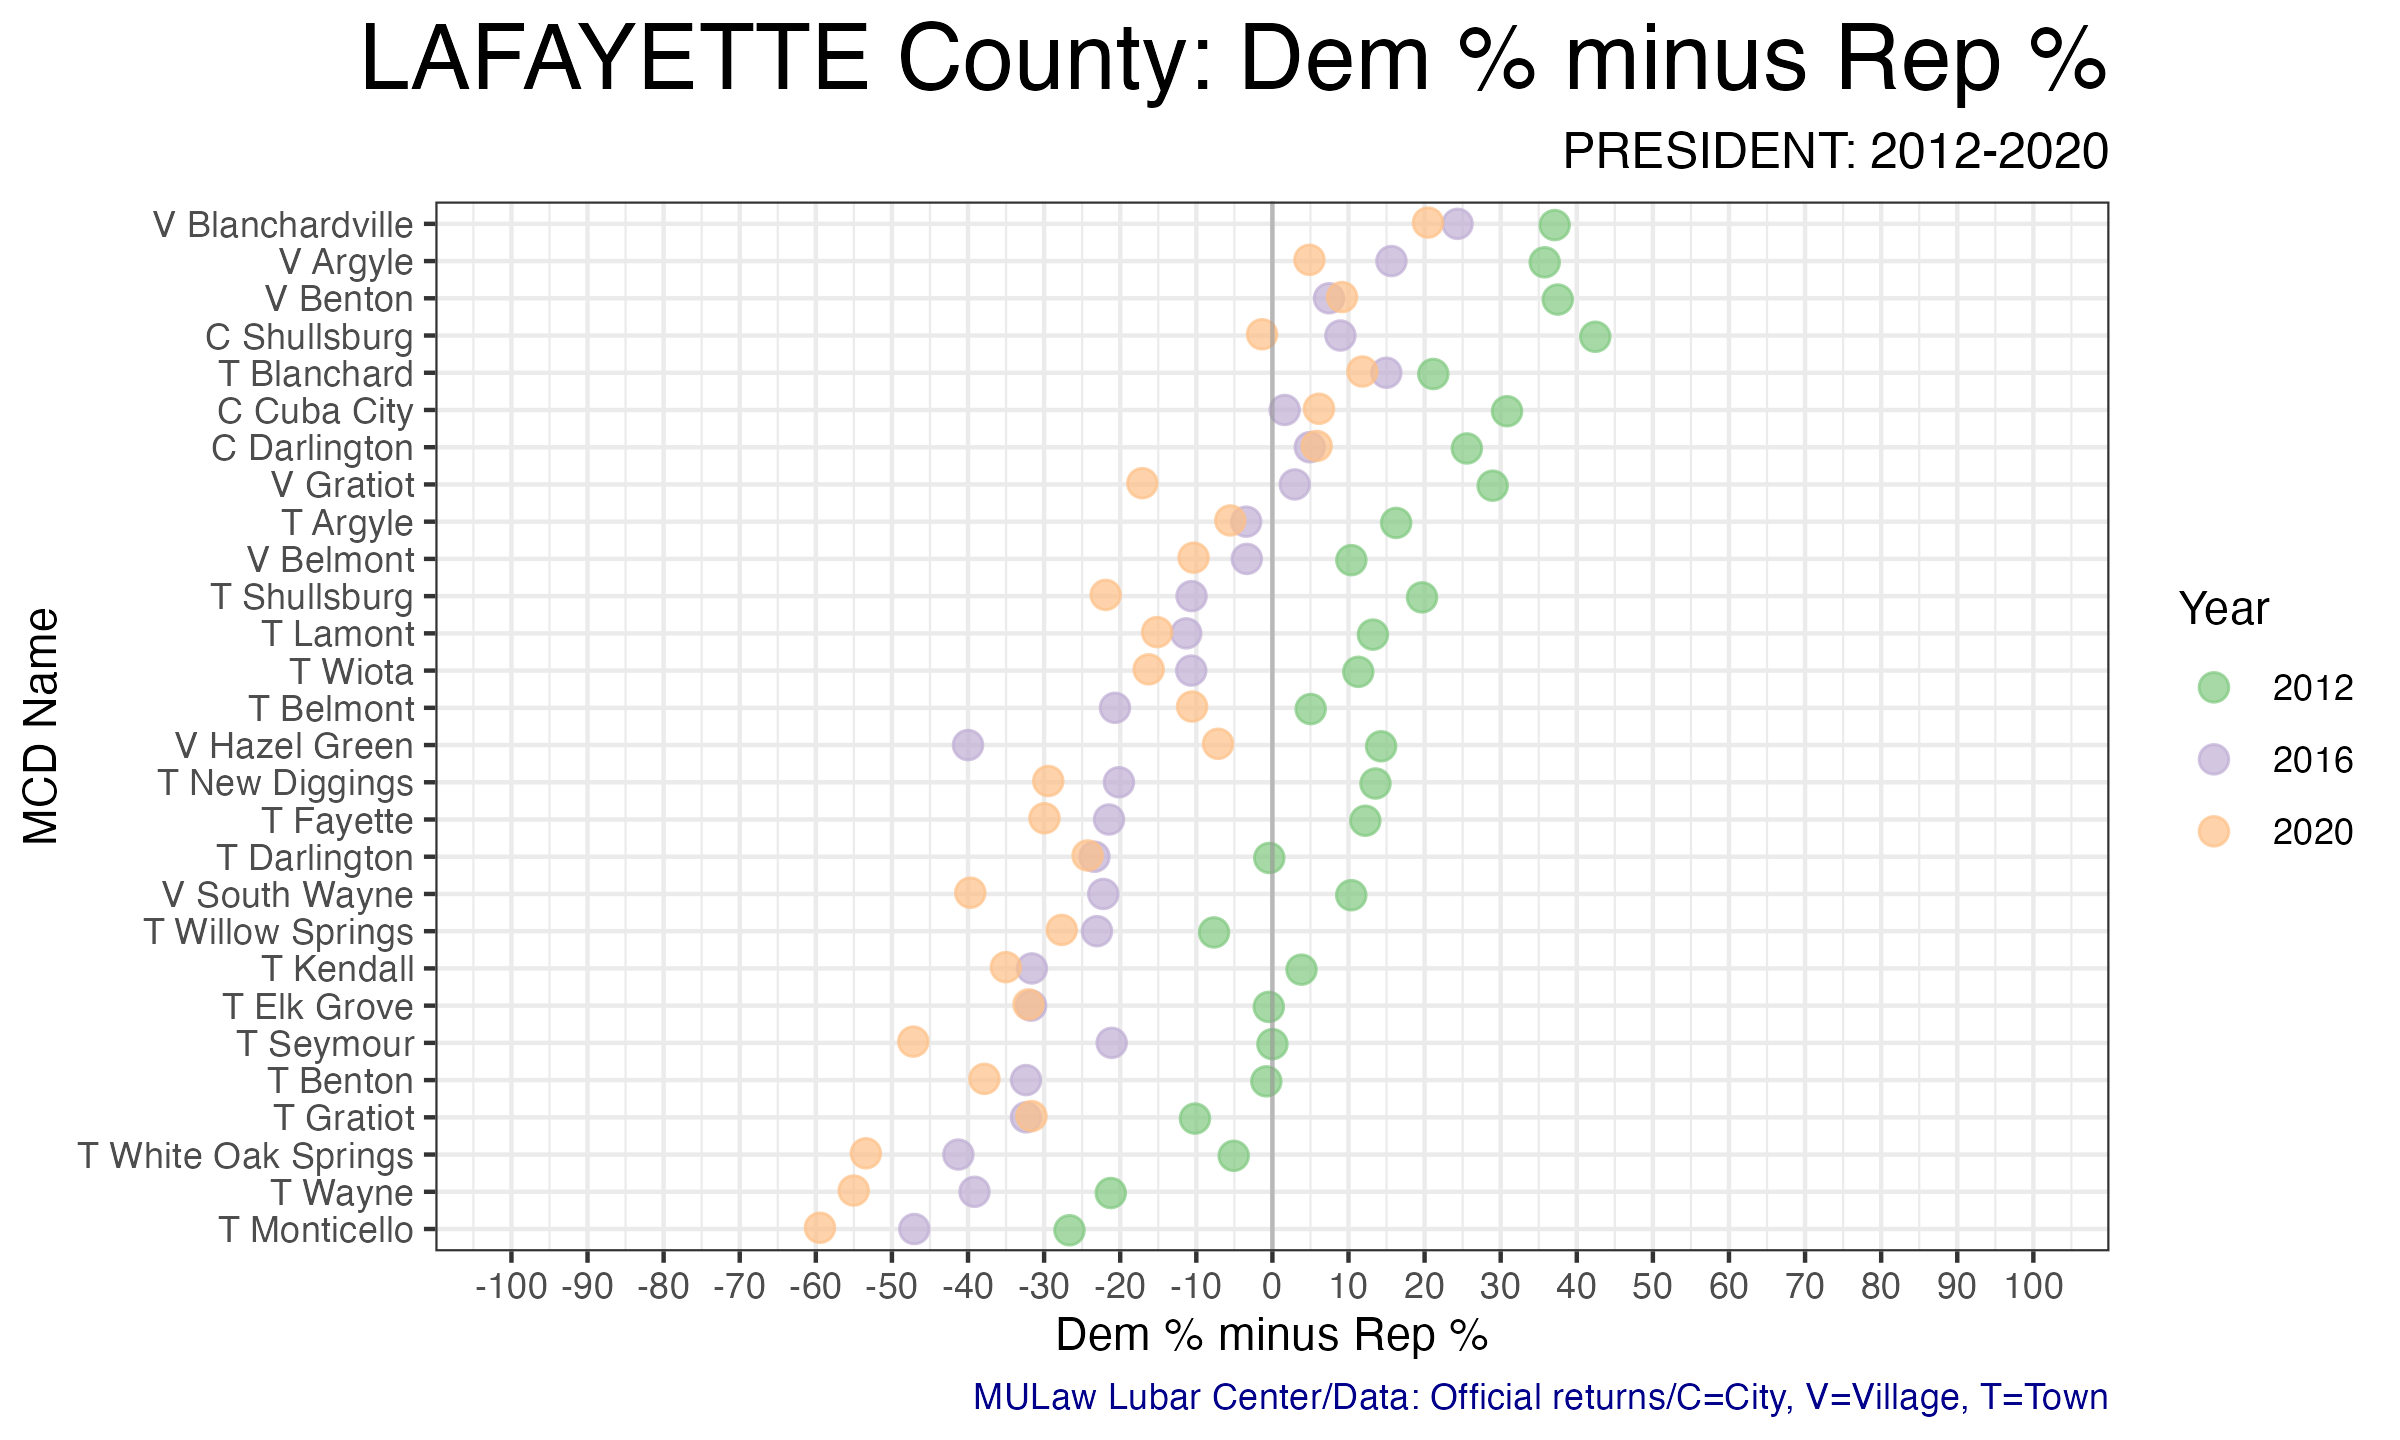 LAFAYETTE County: Dem % minus Rep %
PRESIDENT: 2012-2020
MCD Name
V Blanchardville
V Argyle
V Benton
C Shullsburg
T Blanchard
C Cuba City
C Darlington
V Gratiot
T Argyle
V Belmont
T Shullsburg
T Lamont
T Wiota
T Belmont
V Hazel Green
T New Diggings
T Fayette
T Darlington
V South Wayne
T Willow Springs
T Kendall
T Elk Grove
T Seymour
T Benton
T Gratiot
T White Oak Springs
T Wayne
T Monticello
-100 -90 -80 -70 -60 -50 -40 -30 -20 -10 0 10 20 30 40 50 60 70 80 90 100
Dem % minus Rep %
Year
2012
2016
2020
MULaw Lubar Center/Data: Official returns/C=City, V=Village, T=Town